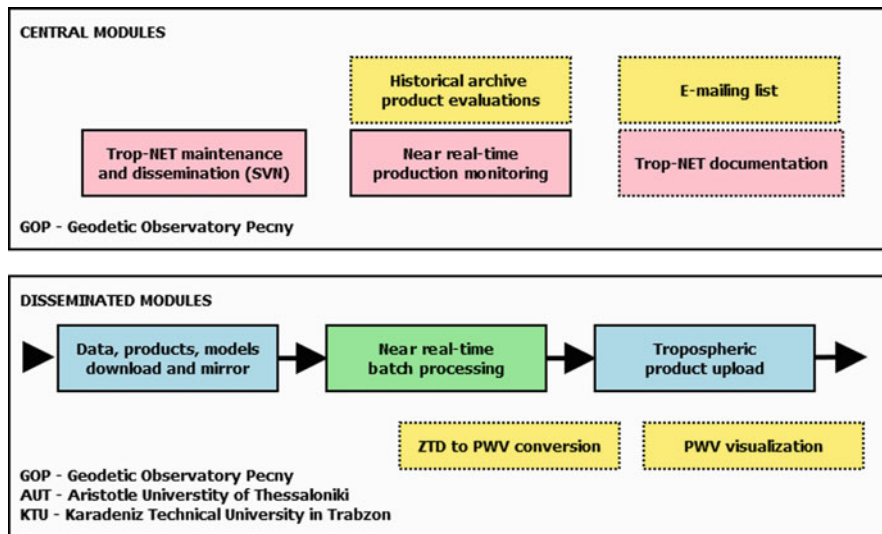 CENTRAL MODULES
Historical archive
product evaluations
E-mailing list
Trop-NET maintenance
and dissemination (SVN)
Near real-time
production monitoring
Trop-NET documentation
GOP - Geodetic Observatory Pecny
DISSEMINATED MODULES
Data, products, models
download and mirror
Near real-time
batch processing
Tropospheric
product upload
ZTD to PWV conversion
PWV visualization
GOP - Geodetic Observatory Pecny
AUT - Aristotle Universtity of Thessaloniki
KTU - Karadeniz Technical University in Trabzon